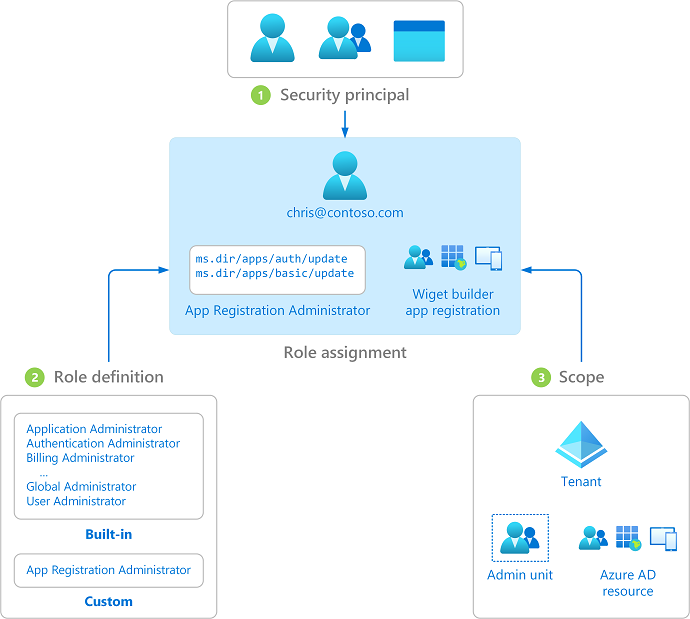 1 Security principal
chris@contoso.com
ms.dir/apps/auth/update
ms.dir/apps/basic/update
App Registration Administrator
Wiget builder
app registration
Role assignment
2 Role definition
Application Administrator
Authentication Administrator
Billing Administrator
...
Global Administrator
User Administrator
Built-in
App Registration Administrator
Custom
3 Scope
Tenant
Admin unit
Azure AD
resource